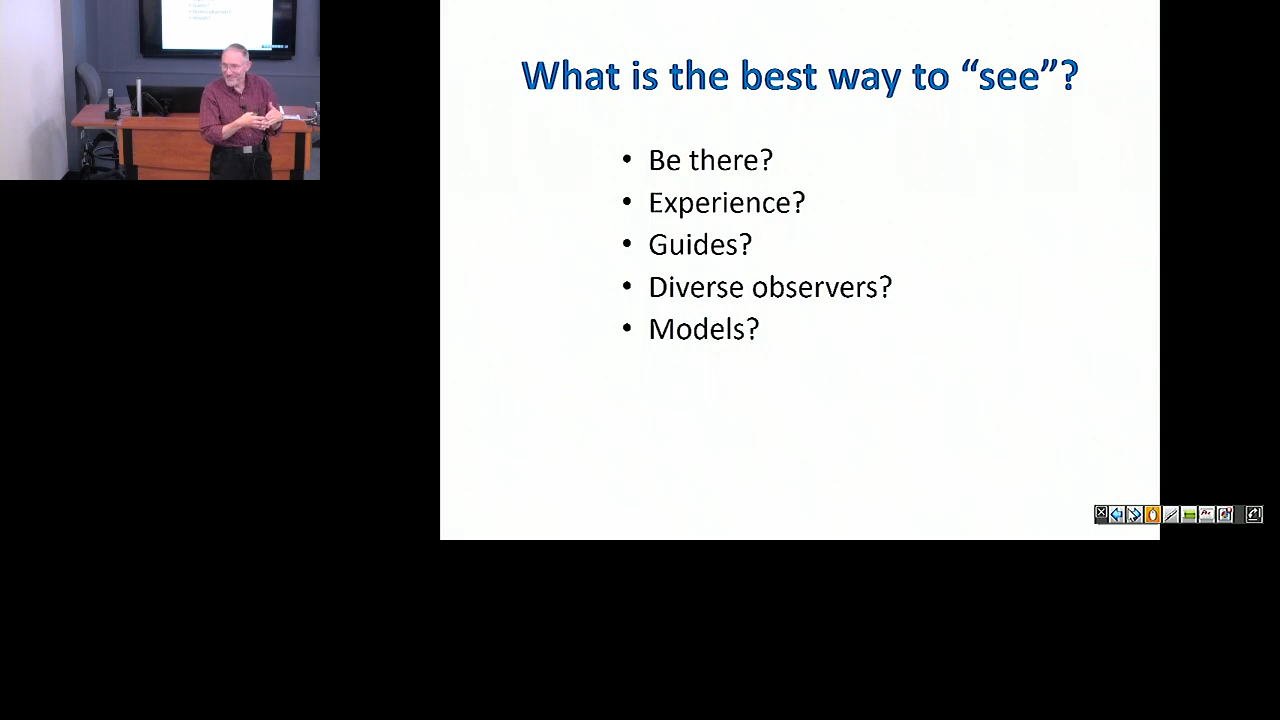 What is the best way to “see”?
• Be there?
• Experience?
• Guides?
• Diverse observers?
• Models?